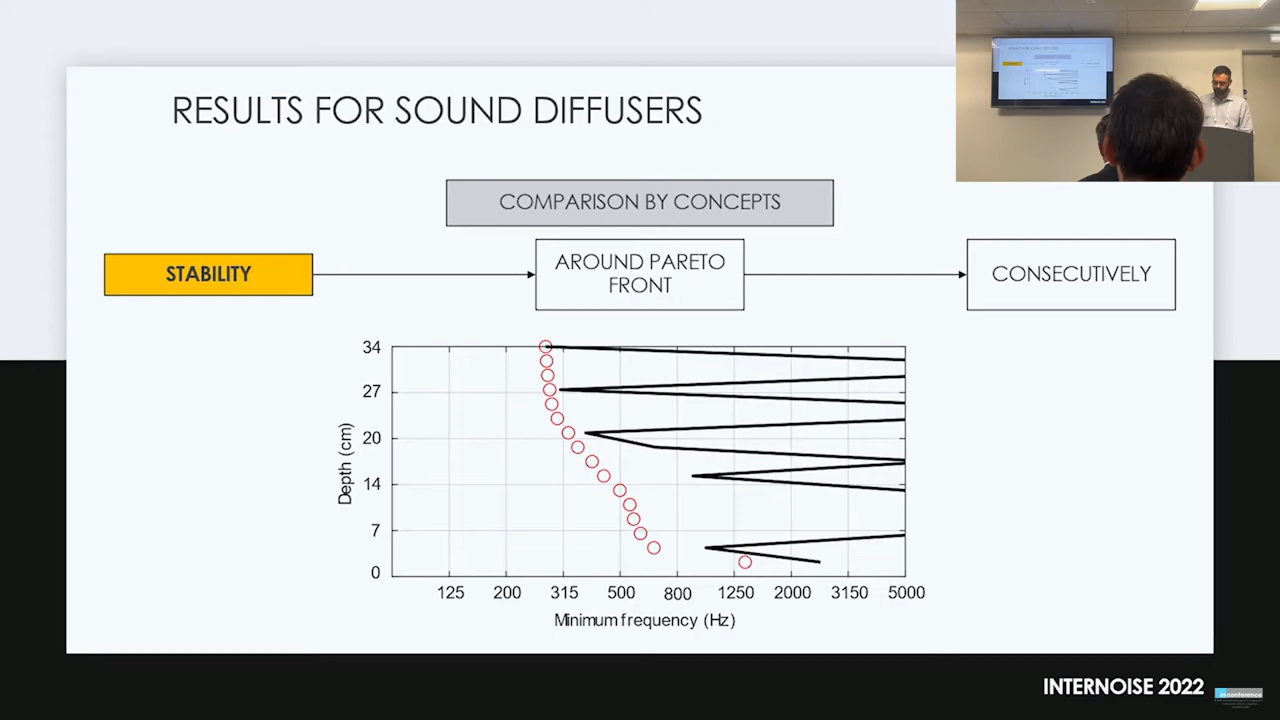 RESULTS FOR SOUND DIFFUSERS
COMPARISON BY CONCEPTS
STABILITY
AROUND PARETO
FRONT
CONSECUTIVELY
34
27
20
14
7
0
Depth (cm)
125 200 315 500 800 1250 2000 3150 5000
Minimum frequency (Hz)
INTERNOISE 2022
conference